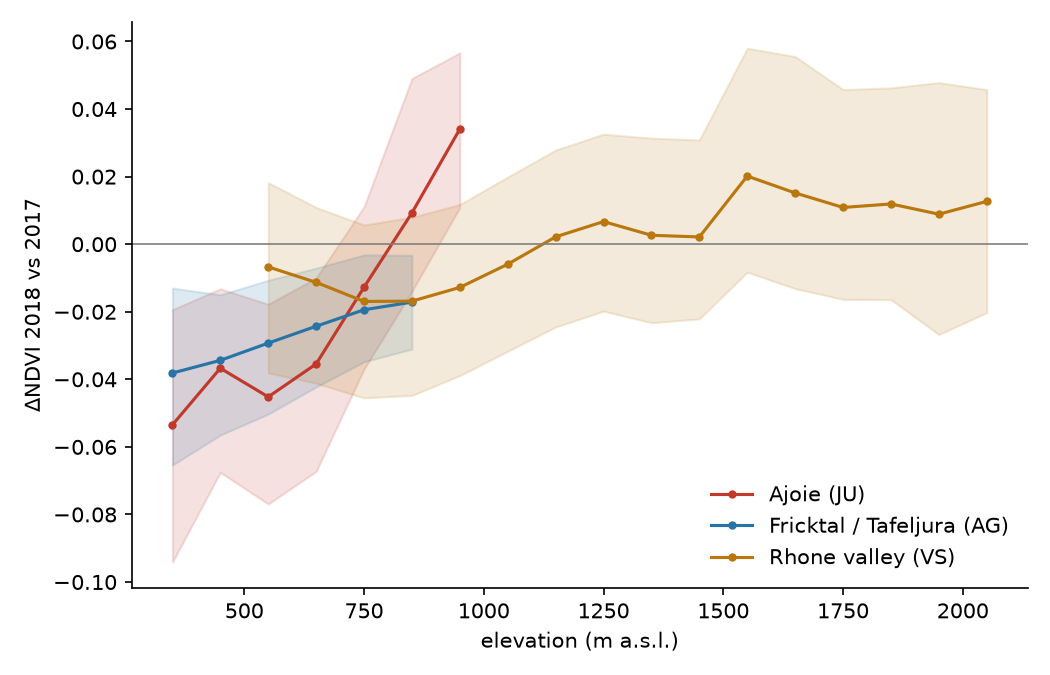 ΔNDVI 2018 vs 2017
0.06
0.04
0.02
0.00
−0.02
−0.04
−0.06
−0.08
−0.10
Ajoie (JU)
Fricktal / Tafeljura (AG)
Rhone valley (VS)
500 750 1000 1250 1500 1750 2000
elevation (m a.s.l.)